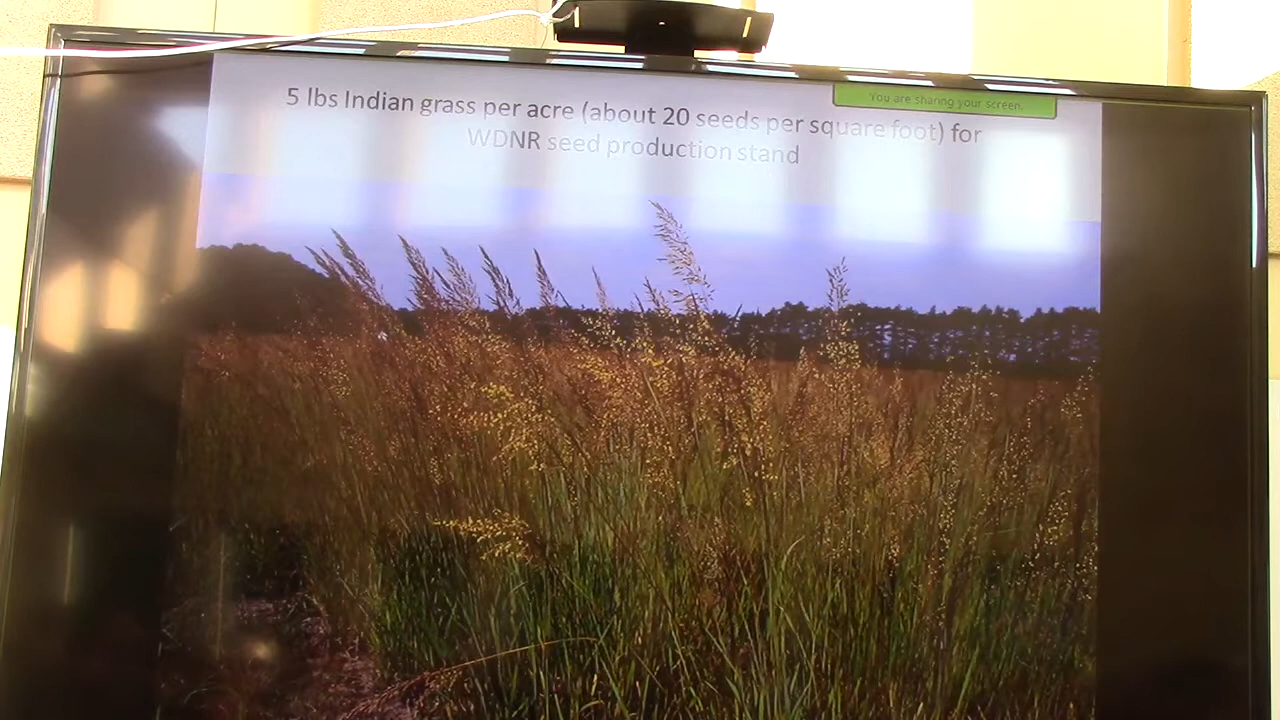 5 lbs Indian grass per acre (about 20 seeds per square foot) for
WDNR seed production stand
You are sharing your screen.